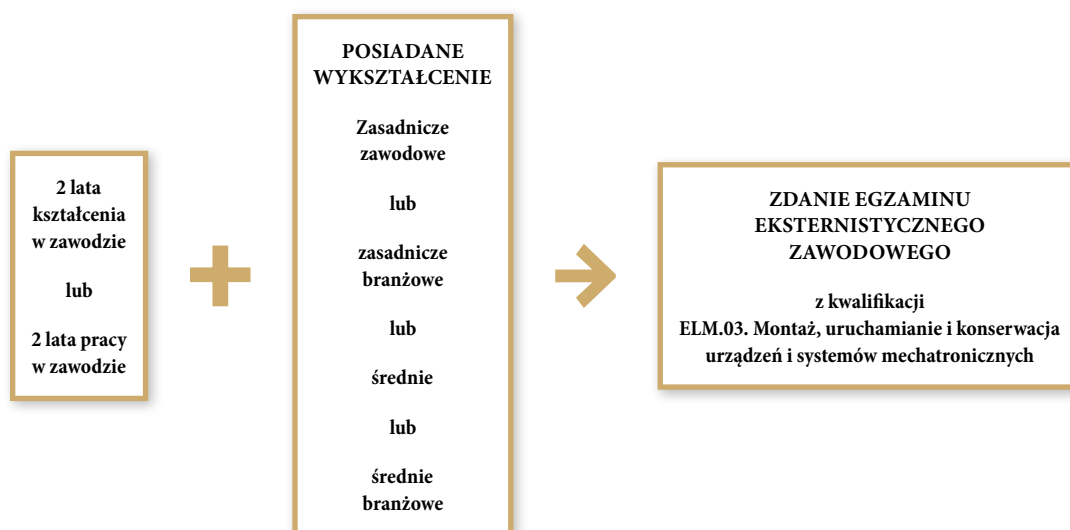 2 lata
kształcenia
w zawodzie
lub
2 lata pracy
w zawodzie
POSIADANE
WYKSZTAŁCENIE
Zasadnicze
zawodowe
lub
zasadnicze
branżowe
lub
średnie
lub
średnie
branżowe
ZDANIE EGZAMINU
EKSTERNISTYCZNEGO
ZAWODOWEGO
z kwalifikacji
ELM.03. Montaż, uruchamianie i konserwacja
urządzeń i systemów mechatronicznych